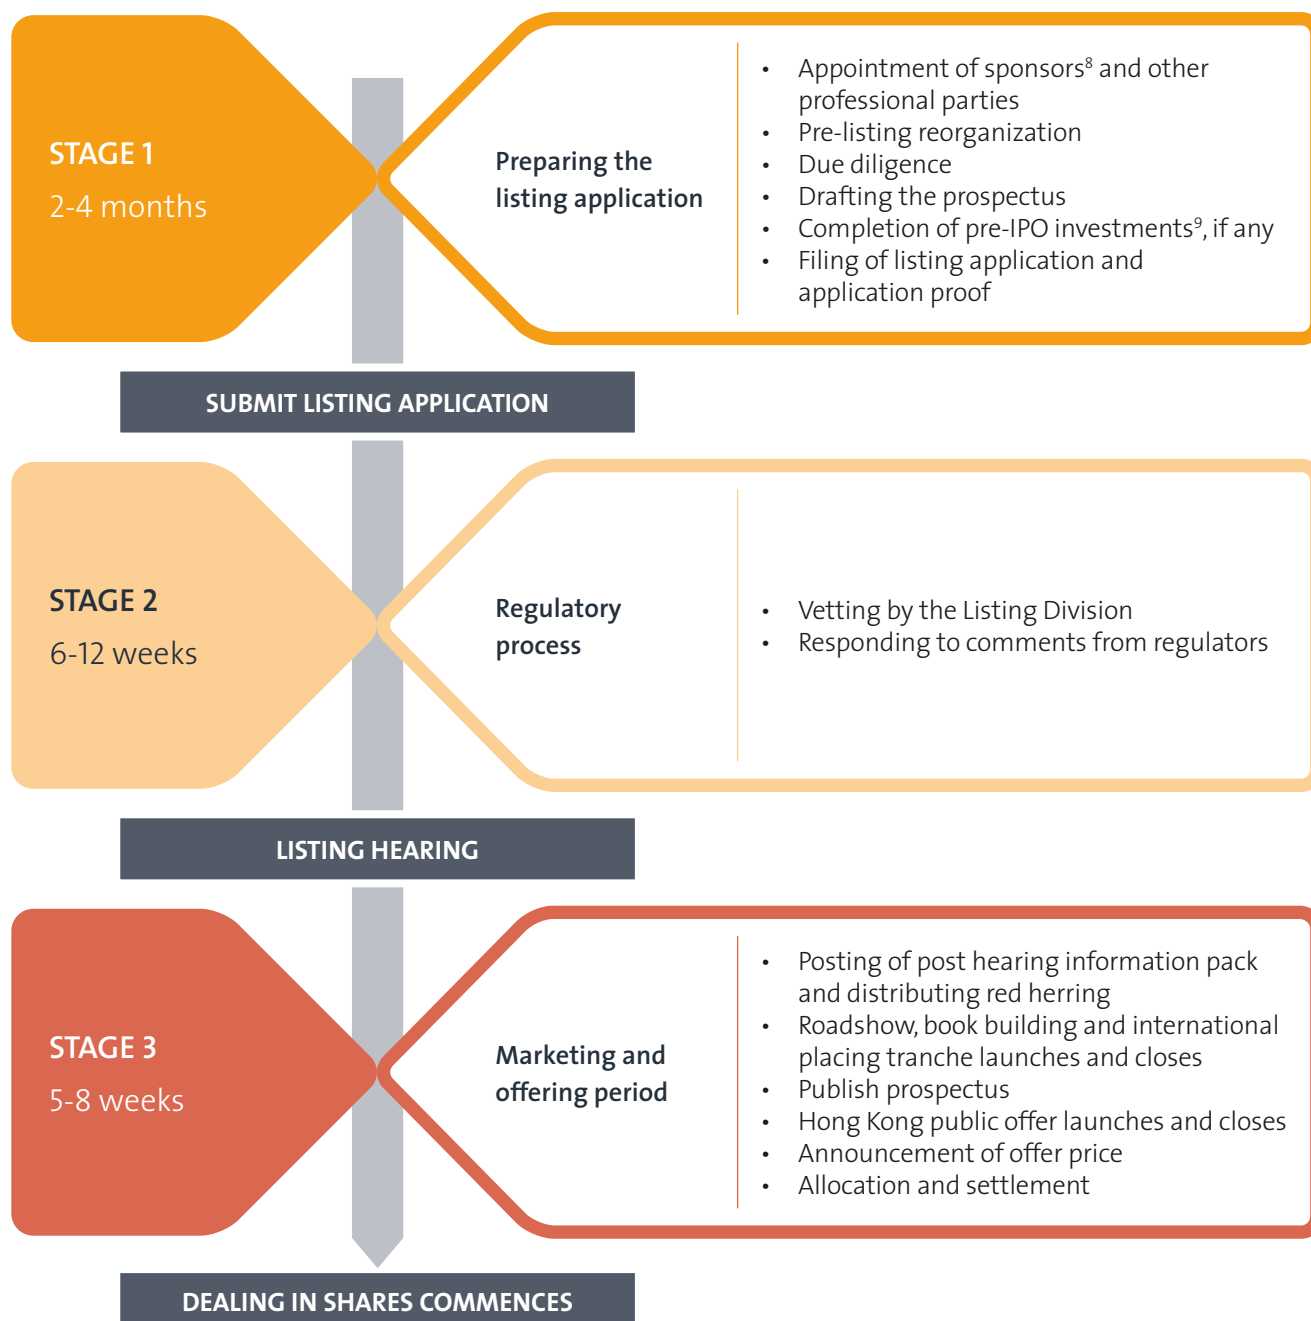 STAGE 1
2-4 months
Preparing the
listing application
• Appointment of sponsors⁸ and other
professional parties
• Pre-listing reorganization
• Due diligence
• Drafting the prospectus
• Completion of pre-IPO investments⁹, if any
• Filing of listing application and
application proof
SUBMIT LISTING APPLICATION
STAGE 2
6-12 weeks
Regulatory
process
• Vetting by the Listing Division
• Responding to comments from regulators
LISTING HEARING
STAGE 3
5-8 weeks
Marketing and
offering period
• Posting of post hearing information pack
and distributing red herring
• Roadshow, book building and international
placing tranche launches and closes
• Publish prospectus
• Hong Kong public offer launches and closes
• Announcement of offer price
• Allocation and settlement
DEALING IN SHARES COMMENCES